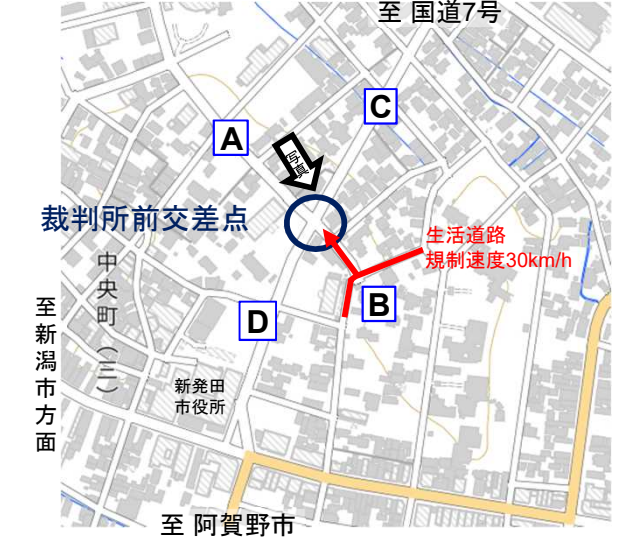 至 国道7号
C
A
写真
裁判所前交差点
生活道路
規制速度30km/h
中央町(三)
B
D
至新潟市方面
新発田
市役所
至 阿賀野市